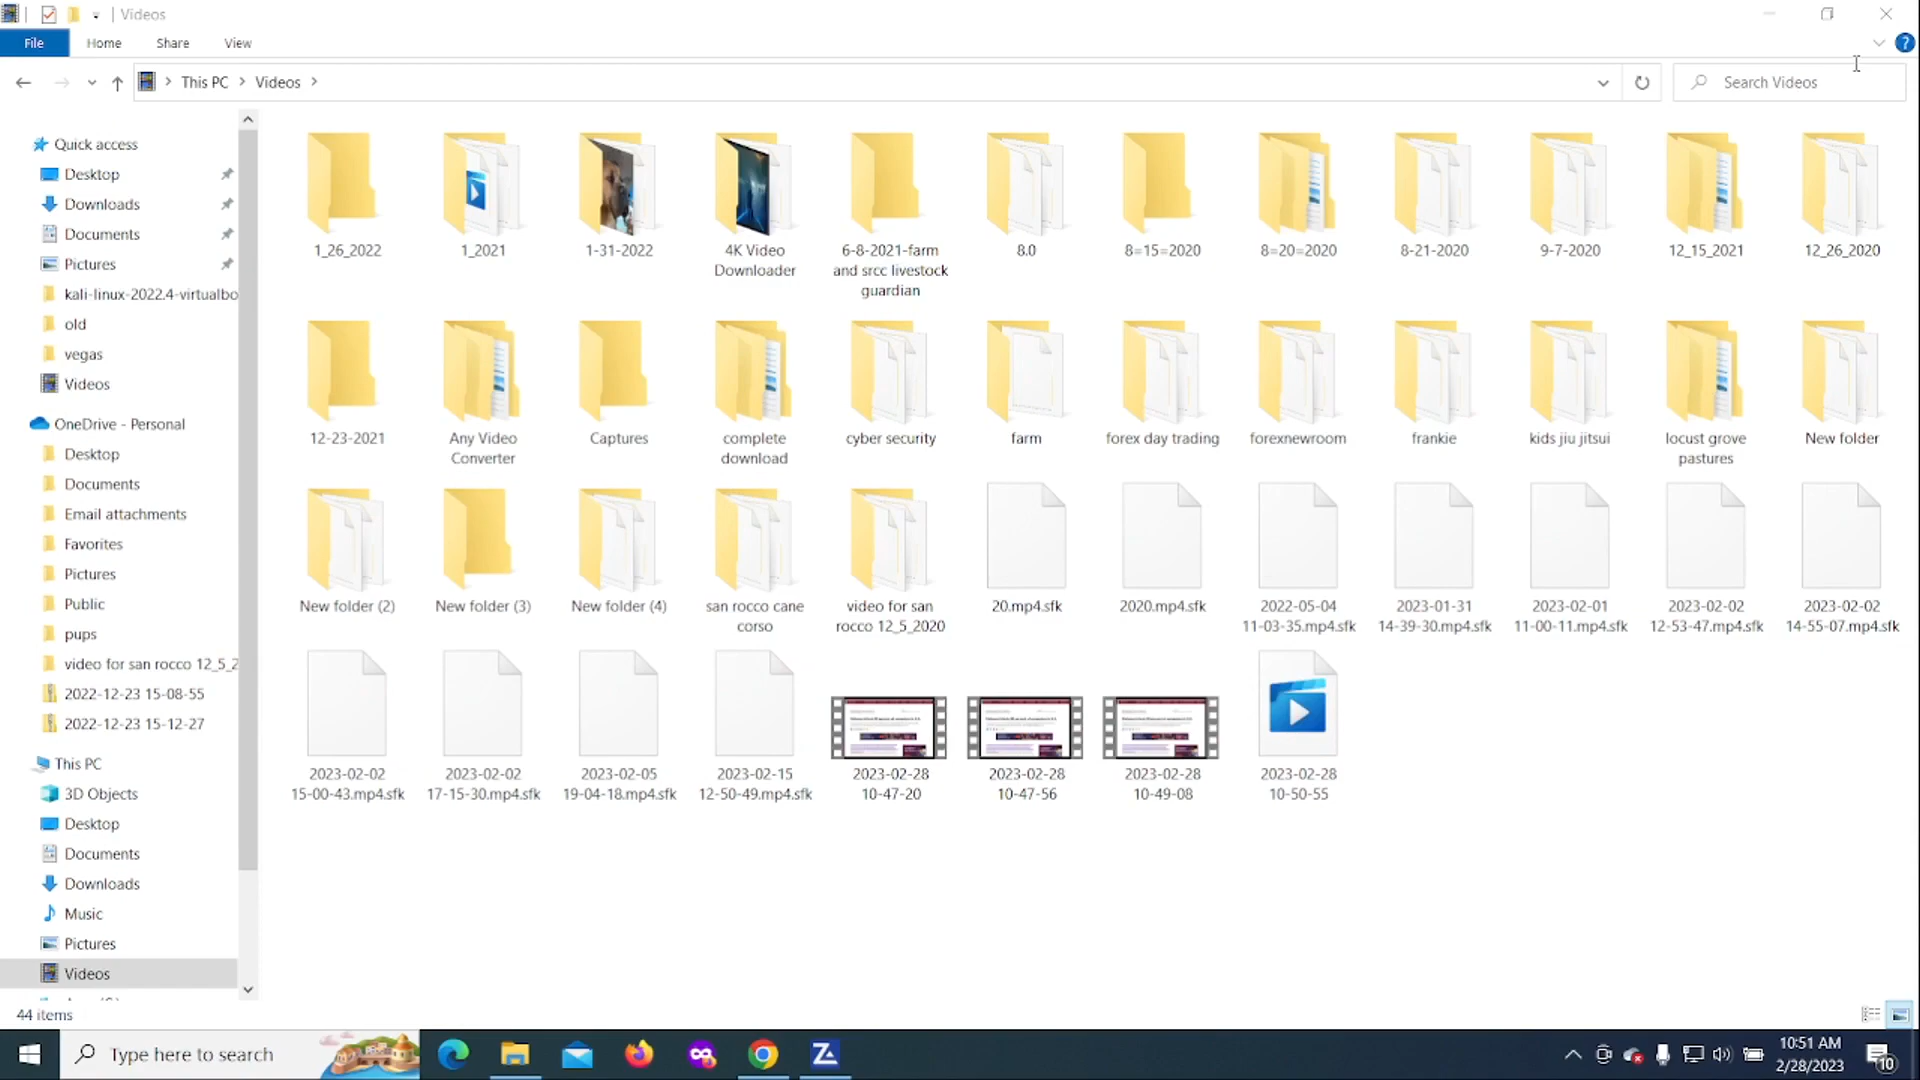 Videos
File
Home
Share
View
?
This PC
Videos
Search Videos
Quick access
Desktop
Downloads
Documents
Pictures
kali-linux-2022.4-virtualbo
old
vegas
Videos
OneDrive - Personal
Desktop
Documents
Email attachments
Favorites
Pictures
Public
pups
video for san rocco 12_5_2
2022-12-23 15-08-55
2022-12-23 15-12-27
This PC
3D Objects
Desktop
Documents
Downloads
Music
Pictures
Videos
1_26_2022
1_2021
1-31-2022
4K Video
Downloader
6-8-2021-farm
and srcc livestock
guardian
8.0
8=15=2020
8=20=2020
8-21-2020
9-7-2020
12_15_2021
12_26_2020
12-23-2021
Any Video
Converter
Captures
complete
download
cyber security
farm
forex day trading
forexnewroom
frankie
kids jiu jitsui
locust grove
pastures
New folder
New folder (2)
New folder (3)
New folder (4)
san rocco cane
corso
video for san
rocco 12_5_2020
20.mp4.sfk
2020.mp4.sfk
2022-05-04
11-03-35.mp4.sfk
2023-01-31
14-39-30.mp4.sfk
2023-02-01
11-00-11.mp4.sfk
2023-02-02
12-53-47.mp4.sfk
2023-02-02
14-55-07.mp4.sfk
2023-02-02
15-00-43.mp4.sfk
2023-02-02
17-15-30.mp4.sfk
2023-02-05
19-04-18.mp4.sfk
2023-02-15
12-50-49.mp4.sfk
2023-02-28
10-47-20
2023-02-28
10-47-56
2023-02-28
10-49-08
2023-02-28
10-50-55
44 items
Type here to search
10:51 AM
2/28/2023
10